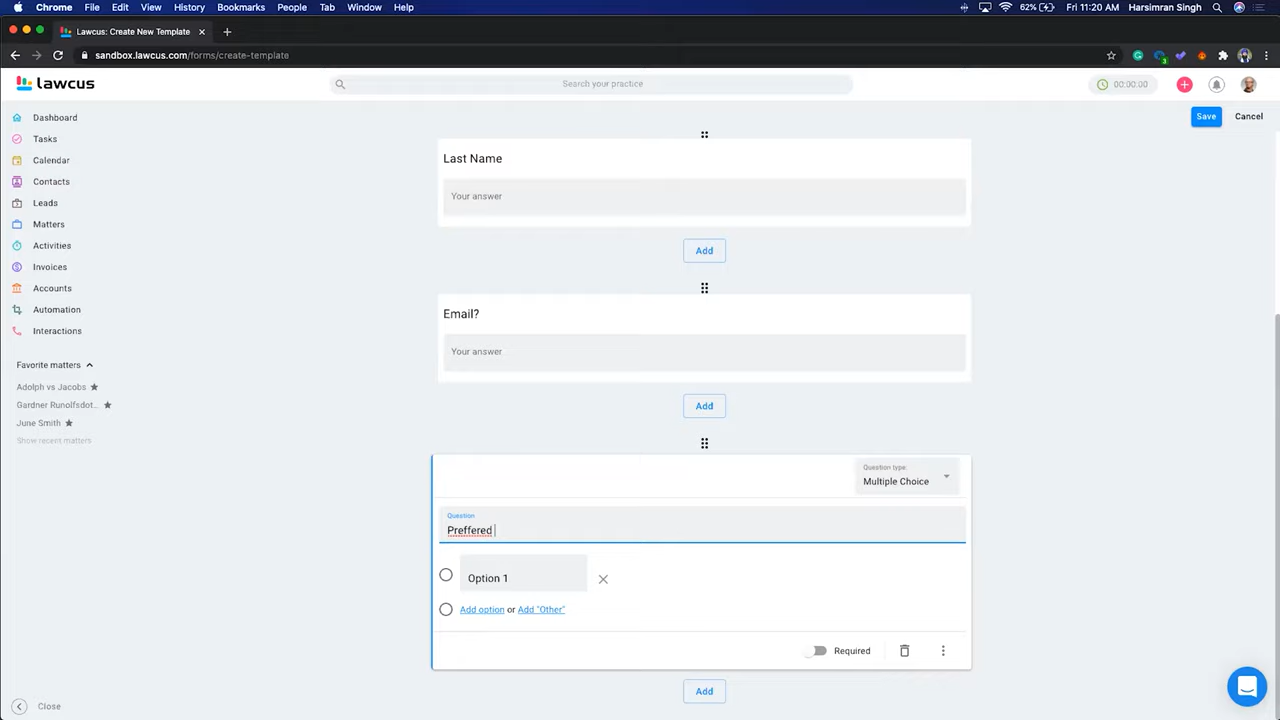 Chrome File Edit View History Bookmarks People Tab Window Help 62% Fri 11:20 AM Harsimran Singh
Lawcus: Create New Template
sandbox.lawcus.com/forms/create-template
3
lawcus
Search your practice
00:00:00
Dashboard
Save
Cancel
Tasks
Calendar
Contacts
Leads
Matters
Activities
Invoices
Accounts
Automation
Interactions
Favorite matters
Adolph vs Jacobs
Gardner Runolfsdot...
June Smith
Show recent matters
Close
Last Name
Your answer
Add
Email?
Your answer
Add
Question type:
Multiple Choice
Question
Preffered
Option 1
Add option or Add "Other"
Required
Add